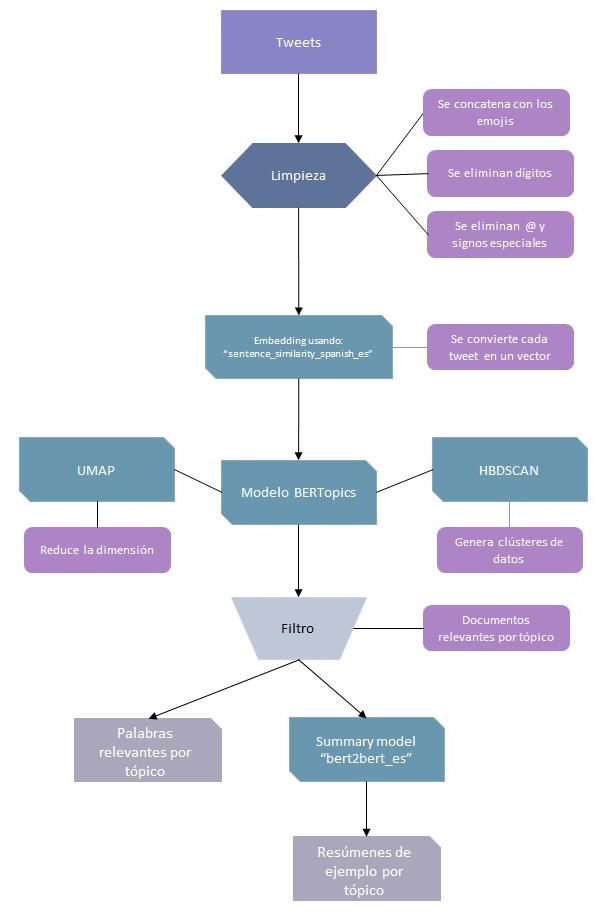 Tweets
Se concatena con los
emojis
Limpieza
Se eliminan dígitos
Se eliminan @ y
signos especiales
Embedding usando:
“sentence_similarity_spanish_es”
Se convierte cada
tweet en un vector
UMAP
Modelo BERTopics
HBDSCAN
Reduce la dimensión
Genera clústeres de
datos
Filtro
Documentos
relevantes por tópico
Palabras
relevantes por
tópico
Summary model
“bert2bert_es”
Resúmenes de
ejemplo por
tópico